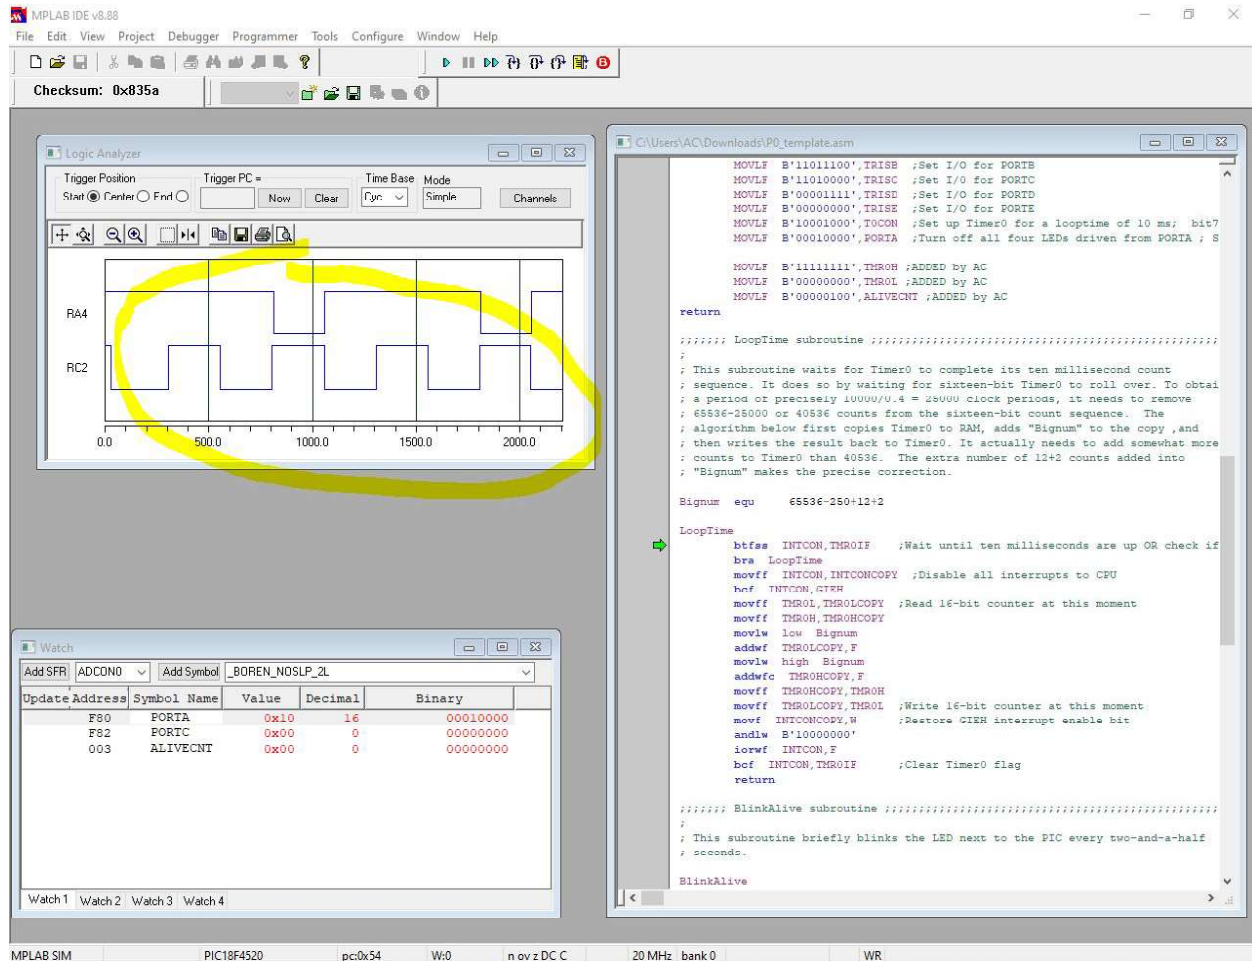 MPLAB IDE v8.88
File Edit View Project Debugger Programmer Tools Configure Window Help
Checksum: 0x835a
Logic Analyzer
Trigger Position Trigger PC = Time Base Mode
Start Center End Now Clear Cyc Simple Channels
RA4
RC2
0.0 500.0 1000.0 1500.0 2000.0
Watch
Add SFR ADCON0 Add Symbol _BOREN_NOSLP_2L
Update Address Symbol Name Value Decimal Binary
F80 PORTA 0x10 16 00010000
F82 PORTC 0x00 0 00000000
003 ALIVECNT 0x00 0 00000000
Watch 1 Watch 2 Watch 3 Watch 4
C:\Users\AC\Downloads\P0_template.asm
MOVLF B'11011100',TRISB ;Set I/O for PORTB
MOVLF B'11010000',TRISC ;Set I/O for PORTC
MOVLF B'00001111',TRISD ;Set I/O for PORTD
MOVLF B'00000000',TRISE ;Set I/O for PORTE
MOVLF B'10001000',T0CON ;Set up Timer0 for a looptime of 10 ms; bit7
MOVLF B'00010000',PORTA ;Turn off all four LEDs driven from PORTA ; S
MOVLF B'11111111',TMR0H ;ADDED by AC
MOVLF B'00000000',TMR0L ;ADDED by AC
MOVLF B'00000100',ALIVECNT ;ADDED by AC
return
;;;;;;; LoopTime subroutine ;;;;;;;;;;;;;;;;;;;;;;;;;;;;;;;;;;;;;;;;;;;;;;;;;;;
;
; This subroutine waits for Timer0 to complete its ten millisecond count
; sequence. It does so by waiting for sixteen-bit Timer0 to roll over. To obtai
; a period of precisely 10000/0.4 = 25000 clock periods, it needs to remove
; 65536-25000 or 40536 counts from the sixteen-bit count sequence. The
; algorithm below first copies Timer0 to RAM, adds "Bignum" to the copy ,and
; then writes the result back to Timer0. It actually needs to add somewhat more
; counts to Timer0 than 40536. The extra number of 12+2 counts added into
; "Bignum" makes the precise correction.
Bignum equ 65536-250+12+2
LoopTime
btfss INTCON,TMR0IF ;Wait until ten milliseconds are up OR check if
bra LoopTime
movff INTCON,INTCONCOPY ;Disable all interrupts to CPU
bcf INTCON,GIEH
movff TMR0L,TMR0LCOPY ;Read 16-bit counter at this moment
movff TMR0H,TMR0HCOPY
movlw low Bignum
addwf TMR0LCOPY,F
movlw high Bignum
addwfc TMR0HCOPY,F
movff TMR0HCOPY,TMR0H
movff TMR0LCOPY,TMR0L ;Write 16-bit counter at this moment
movf INTCONCOPY,W ;Restore GIEH interrupt enable bit
andlw B'10000000'
iorwf INTCON,F
bcf INTCON,TMR0IF ;Clear Timer0 flag
return
;;;;;;; BlinkAlive subroutine ;;;;;;;;;;;;;;;;;;;;;;;;;;;;;;;;;;;;;;;;;;;;;;;;;
;
; This subroutine briefly blinks the LED next to the PIC every two-and-a-half
; seconds.
BlinkAlive
MPLAB SIM PIC18F4520 pc:0x54 W:0 n ov z DC C 20 MHz bank 0 WR